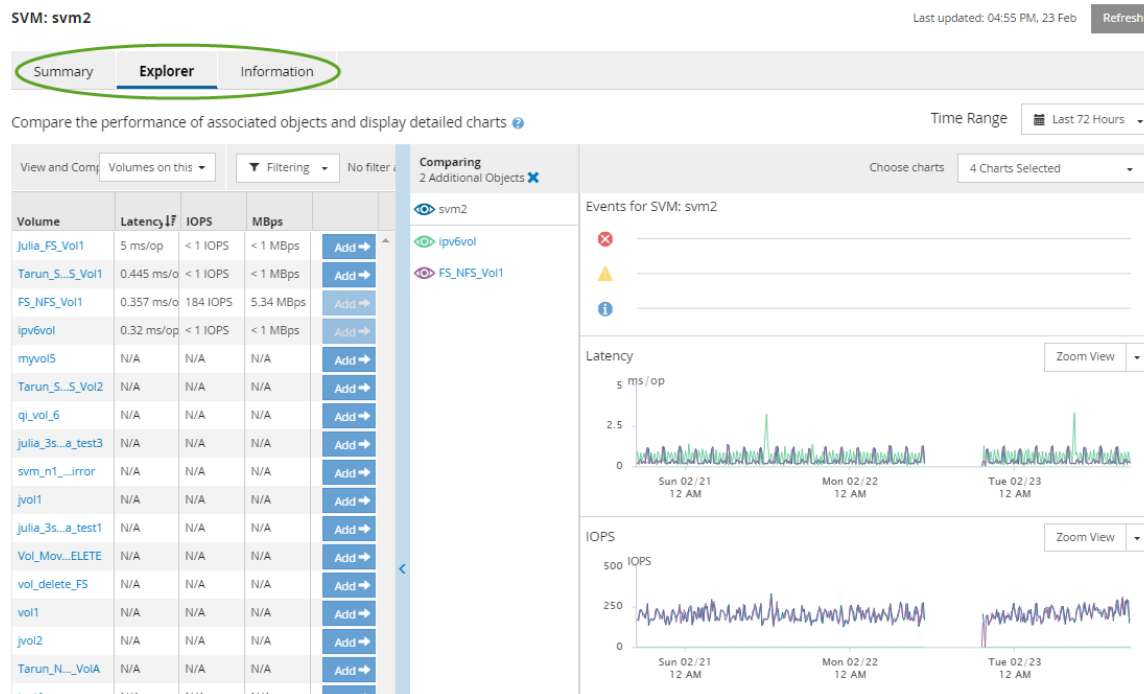 SVM: svm2
Last updated: 04:55 PM, 23 Feb
Refresh
Summary
Explorer
Information
Compare the performance of associated objects and display detailed charts ?
Time Range
Last 72 Hours
View and Comp
Volumes on this
Filtering
No filter
Comparing
2 Additional Objects
Choose charts
4 Charts Selected
Volume Latency IOPS MBps
Julia_FS_Vol1 5 ms/op < 1 IOPS < 1 MBps Add
Tarun_S...S_Vol1 0.445 ms/o < 1 IOPS < 1 MBps Add
FS_NFS_Vol1 0.357 ms/o 184 IOPS 5.34 MBps Add
ipv6vol 0.32 ms/op < 1 IOPS < 1 MBps Add
myvol5 N/A N/A N/A Add
Tarun_S...S_Vol2 N/A N/A N/A Add
qi_vol_6 N/A N/A N/A Add
julia_3s...a_test3 N/A N/A N/A Add
svm_n1_...irror N/A N/A N/A Add
jvol1 N/A N/A N/A Add
julia_3s...a_test1 N/A N/A N/A Add
Vol_Mov...ELETE N/A N/A N/A Add
vol_delete_FS N/A N/A N/A Add
vol1 N/A N/A N/A Add
jvol2 N/A N/A N/A Add
Tarun_N..._VolA N/A N/A N/A Add
svm2
ipv6vol
FS_NFS_Vol1
Events for SVM: svm2
Latency
Zoom View
ms/op
5
2.5
0
Sun 02/21 Mon 02/22 Tue 02/23
12 AM 12 AM 12 AM
IOPS
Zoom View
IOPS
500
250
0
Sun 02/21 Mon 02/22 Tue 02/23
12 AM 12 AM 12 AM